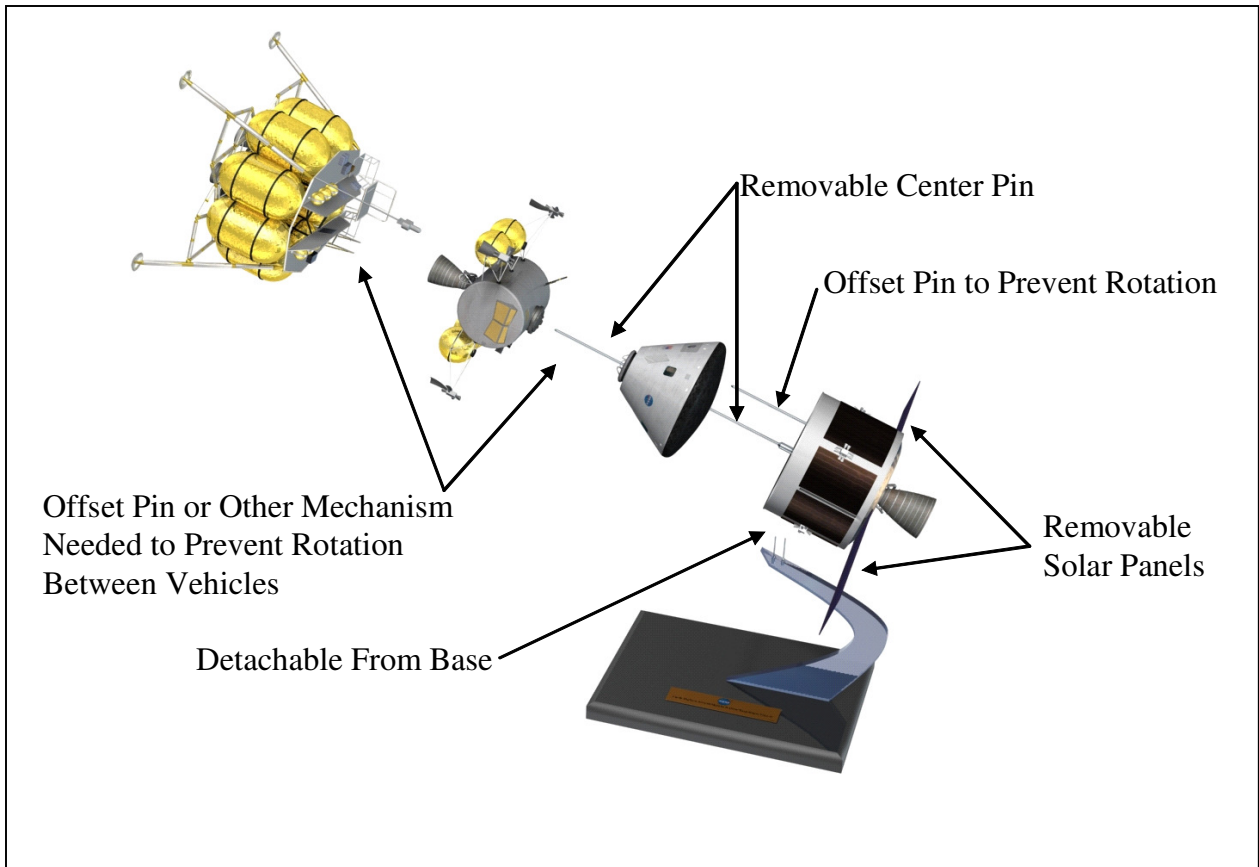 Removable Center Pin
Offset Pin to Prevent Rotation
Offset Pin or Other Mechanism
Needed to Prevent Rotation
Between Vehicles
Removable
Solar Panels
Detachable From Base